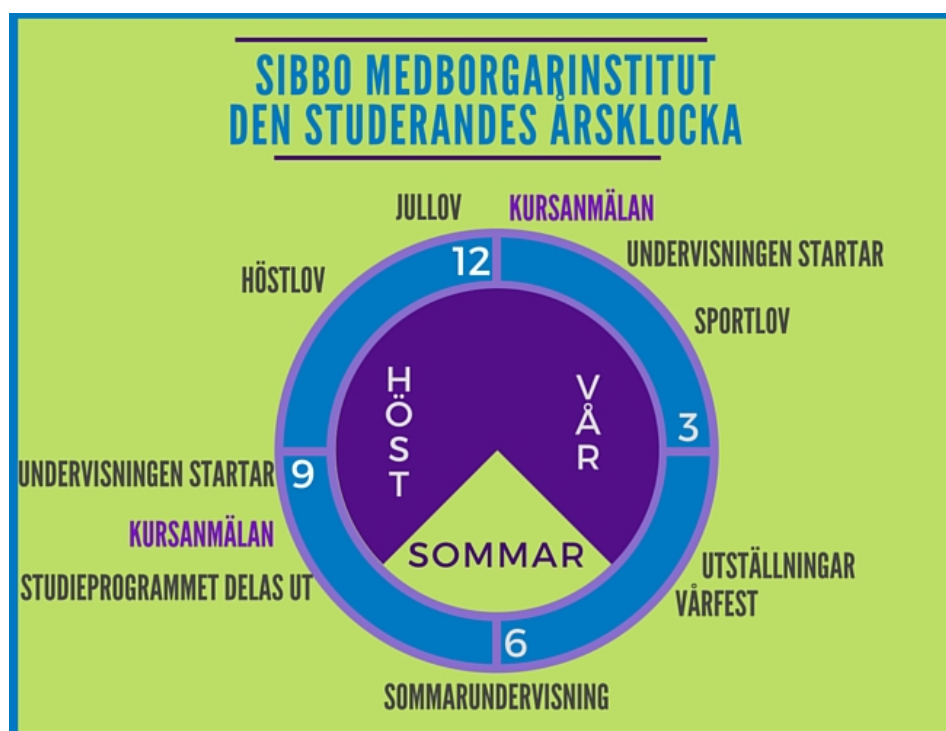 SIBBO MEDBORGARINSTITUT
DEN STUDERANDES ÅRSKLOCKA
JULLOV
KURSANMÄLAN
UNDERVISNINGEN STARTAR
HÖSTLOV
12
SPORTLOV
HÖST
VÅR
3
UNDERVISNINGEN STARTAR
9
KURSANMÄLAN
SOMMAR
STUDIEPROGRAMMET DELAS UT
UTSTÄLLNINGAR
VÅRFEST
6
SOMMARUNDERVISNING